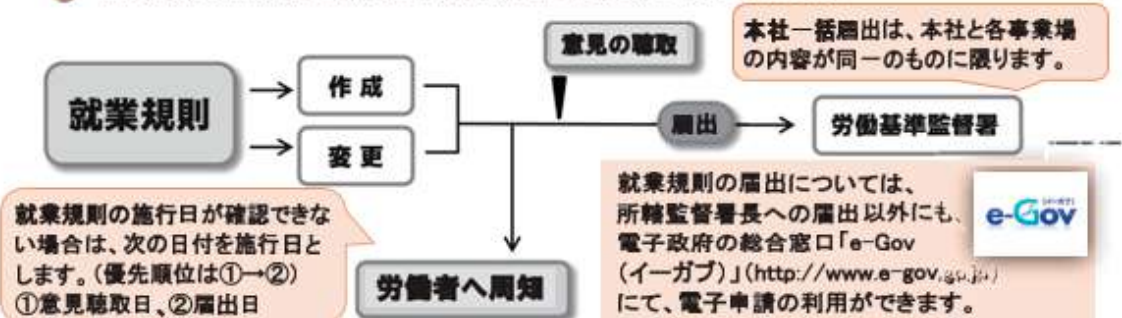 意見の聴取
本社一括届出は、本社と各事業場
の内容が同一のものに限ります。
就業規則
作成
変更
届出
労働基準監督署
就業規則の施行日が確認できな
い場合は、次の日付を施行日と
します。(優先順位は①→②)
①意見聴取日、②届出日
労働者へ周知
就業規則の届出については、
所轄監督署長への届出以外にも、
電子政府の総合窓口「e-Gov
(イーガブ)」(http://www.e-gov.go.jp/)
にて、電子申請の利用ができます。
e-Gov